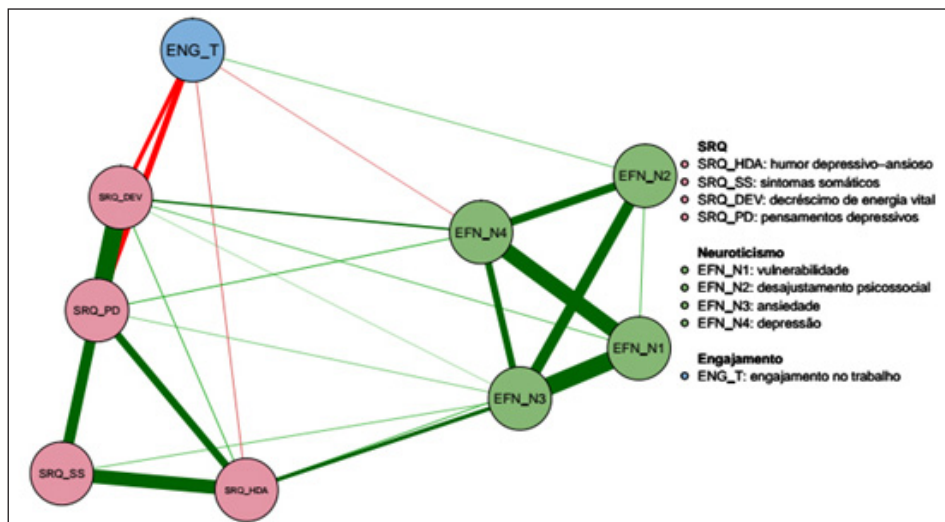 ENG_T
SRQ_DEV
SRQ_PD
SRQ_SS
SRQ_HDA
EFN_N4
EFN_N2
EFN_N1
EFN_N3
SRQ
SRQ_HDA: humor depressivo–ansioso
SRQ_SS: sintomas somáticos
SRQ_DEV: decréscimo de energia vital
SRQ_PD: pensamentos depressivos
Neuroticismo
EFN_N1: vulnerabilidade
EFN_N2: desajustamento psicossocial
EFN_N3: ansiedade
EFN_N4: depressão
Engajamento
ENG_T: engajamento no trabalho